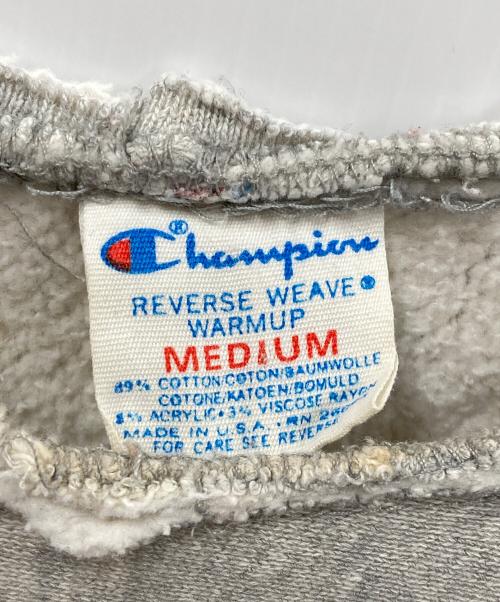 Champion®
REVERSE WEAVE®
WARMUP
MEDIUM
89% COTTON/COTON/BAUMWOLLE
COTONE/KATOEN/BOMULD
8% ACRYLIC • 3% VISCOSE RAYON
MADE IN U.S.A. RN
FOR CARE SEE REVERSE